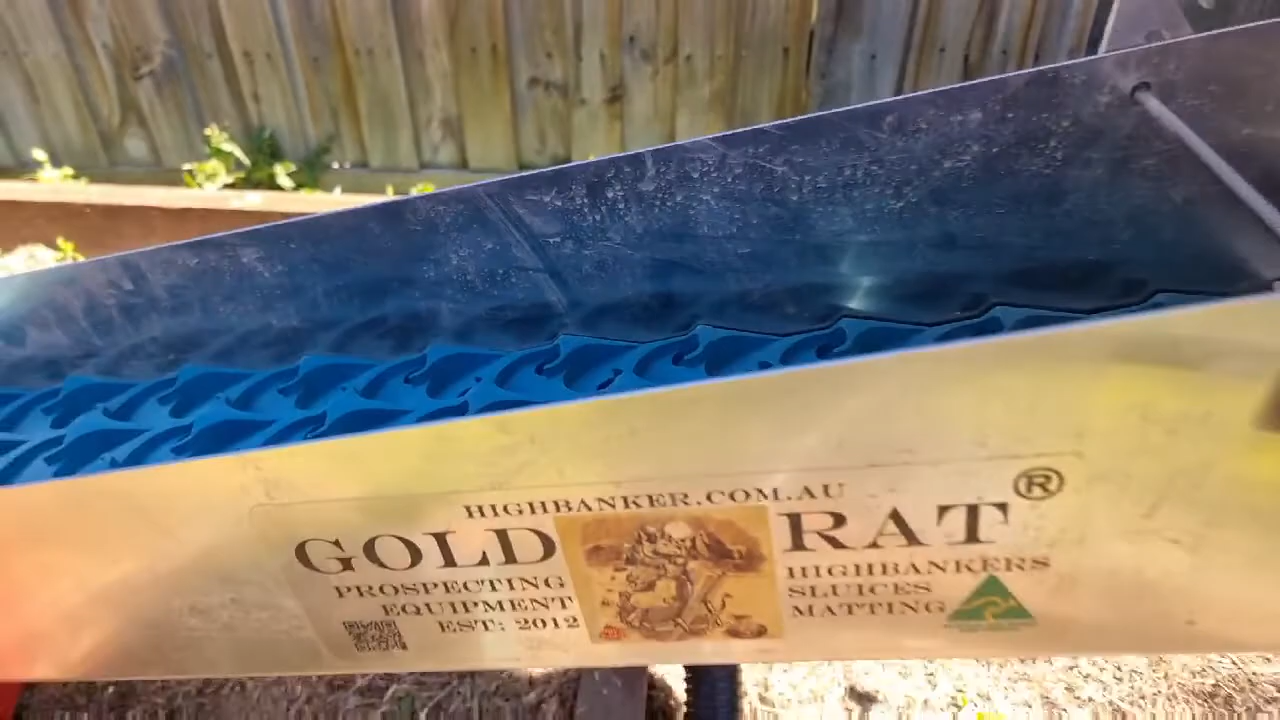 HIGHBANKER.COM.AU
GOLD RAT ®
PROSPECTING
EQUIPMENT
EST: 2012
HIGHBANKERS
SLUICES
MATTING